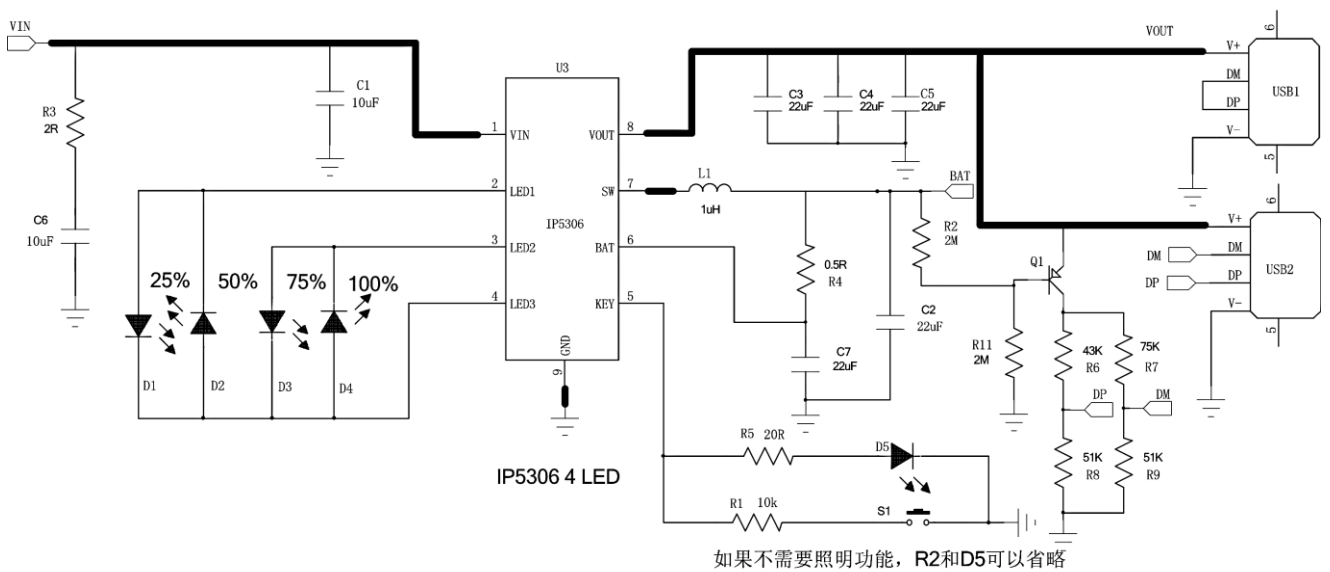 VIN
VOUT
6
U3
V+
C1
10uF
C3
22uF
C4
22uF
C5
22uF
DM
R3
2R
USB1
DP
1
VIN
VOUT
8
V-
5
2
LED1
SW
7
L1
1uH
BAT
6
IP5306
C6
10uF
R2
2M
V+
3
LED2
BAT
6
DM
DM
Q1
USB2
0.5R
R4
25%
50%
75%
100%
DP
DP
4
LED3
KEY
5
V-
C2
22uF
5
GND
9
R11
2M
43K
R6
75K
R7
C7
22uF
D1
D2
D3
D4
DP
DM
R5
20R
D5
51K
R8
51K
R9
IP5306 4 LED
R1
10k
S1
如果不需要照明功能，R2和D5可以省略